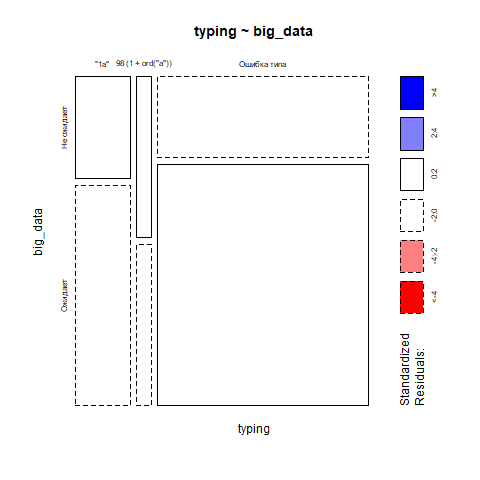 typing ~ big_data
"1a"
98 (1 + ord("a"))
Ошибка типа
Не ожидает
Ожидает
big_data
typing
>4
2:4
0:2
-2:0
-4:-2
<-4
Standardized
Residuals: